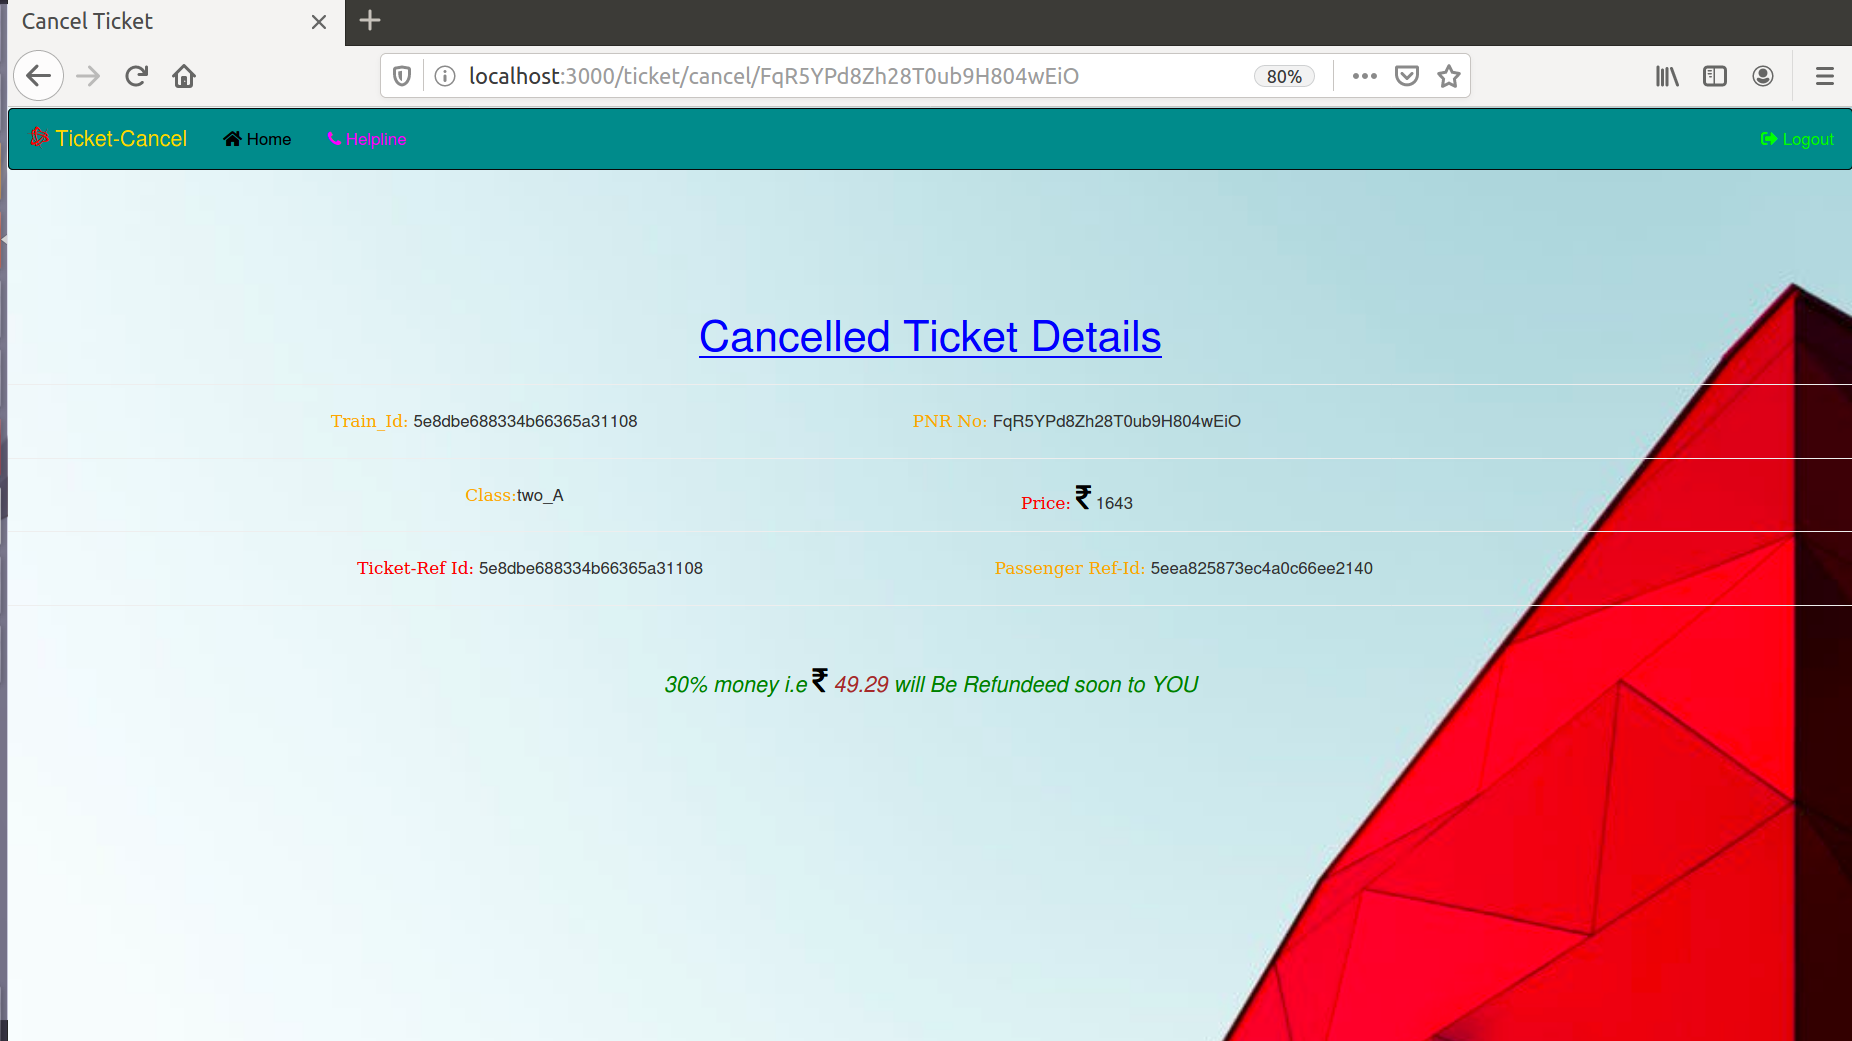 Cancel Ticket
localhost:3000/ticket/cancel/FqR5YPd8Zh28T0ub9H804wEiO 80%
Ticket-Cancel Home Helpline Logout
Cancelled Ticket Details
Train_Id: 5e8dbe688334b66365a31108 PNR No: FqR5YPd8Zh28T0ub9H804wEiO
Class:two_A Price: ₹ 1643
Ticket-Ref Id: 5e8dbe688334b66365a31108 Passenger Ref-Id: 5eea825873ec4a0c66ee2140
30% money i.e ₹ 49.29 will Be Refundeed soon to YOU